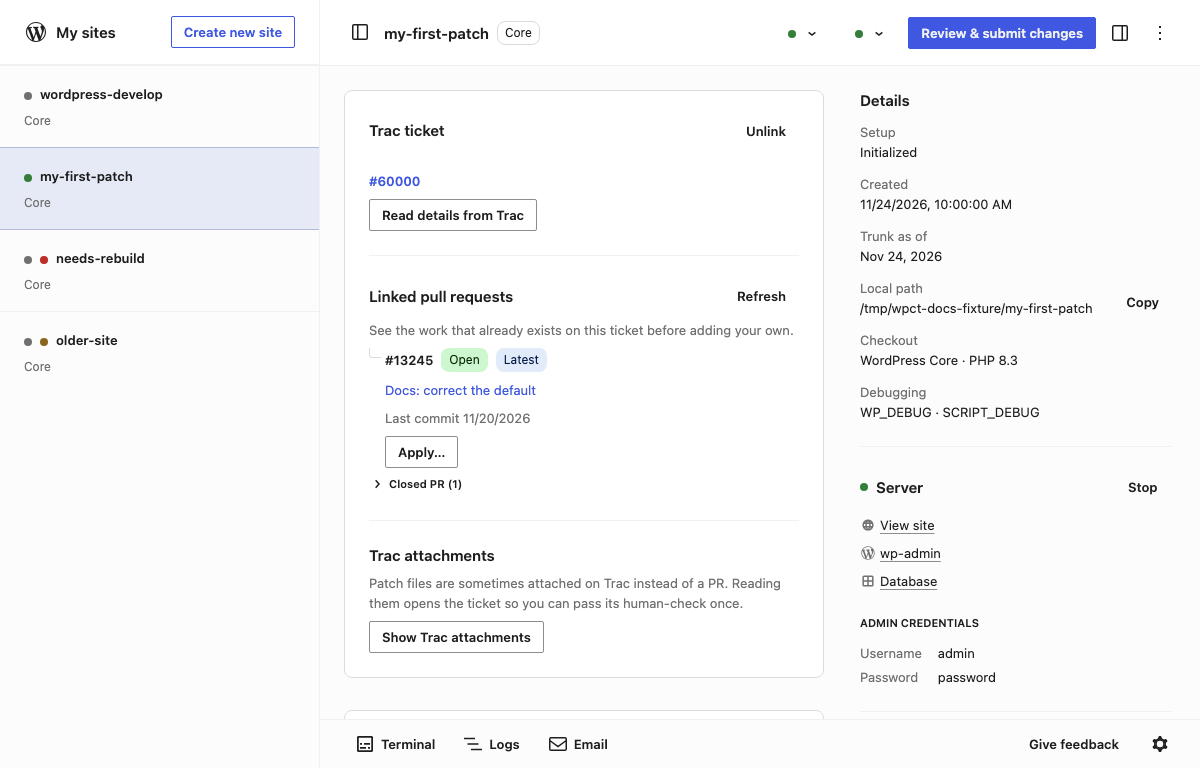 My sites
Create new site
wordpress-develop
Core
my-first-patch
Core
needs-rebuild
Core
older-site
Core
my-first-patch
Core
Review & submit changes
Trac ticket
Unlink
#60000
Read details from Trac
Linked pull requests
Refresh
See the work that already exists on this ticket before adding your own.
#13245 Open Latest
Docs: correct the default
Last commit 11/20/2026
Apply...
Closed PR (1)
Trac attachments
Patch files are sometimes attached on Trac instead of a PR. Reading
them opens the ticket so you can pass its human-check once.
Show Trac attachments
Details
Setup
Initialized
Created
11/24/2026, 10:00:00 AM
Trunk as of
Nov 24, 2026
Local path
/tmp/wpct-docs-fixture/my-first-patch
Copy
Checkout
WordPress Core · PHP 8.3
Debugging
WP_DEBUG · SCRIPT_DEBUG
Server
Stop
View site
wp-admin
Database
ADMIN CREDENTIALS
Username admin
Password password
Terminal
Logs
Email
Give feedback